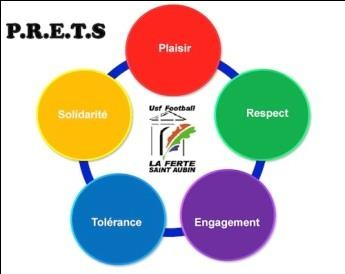 P.R.E.T.S
Plaisir
Solidarité
Usf Football
Respect
LA FERTE
SAINT AUBIN
Tolérance
Engagement